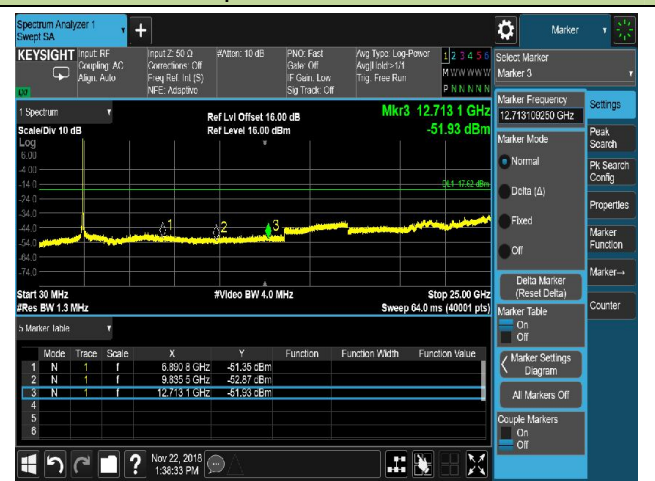 Spectrum Analyzer 1
Swept SA
+
Marker
KEYSIGHT
Input: RF
Coupling: AC
Align: Auto
Input Z: 50 Ω
Corrections: Off
Freq Ref: Int (S)
NFE: Adaptive
#Atten: 10 dB
PNO: Fast
Gate: Off
IF Gain: Low
Sig Track: Off
Avg Type: Log-Power
Avg|Hold:>1/1
Trig: Free Run
1 2 3 4 5 6
M W W W W W
P N N N N N
Select Marker
Marker 3
1 Spectrum
Scale/Div 10 dB
Ref Lvl Offset 16.00 dB
Ref Level 16.00 dBm
Mkr3 12.713 1 GHz
-51.93 dBm
Log
6.00
-4.00
-14.0
-24.0
-34.0
-44.0
-54.0
-64.0
-74.0
DL1 -17.62 dBm
1
2
3
Start 30 MHz
#Res BW 1.3 MHz
#Video BW 4.0 MHz
Stop 25.00 GHz
Sweep 64.0 ms (40001 pts)
5 Marker Table
Mode Trace Scale X Y Function Function Width Function Value
1 N 1 f 6.890 8 GHz -51.35 dBm
2 N 1 f 9.835 5 GHz -52.87 dBm
3 N 1 f 12.713 1 GHz -51.93 dBm
4
5
6
Marker Frequency
12.713109250 GHz
Marker Mode
Normal
Delta (Δ)
Fixed
Off
Delta Marker
(Reset Delta)
Marker Table
On
Off
Marker Settings
Diagram
All Markers Off
Couple Markers
On
Off
Settings
Peak
Search
Pk Search
Config
Properties
Marker
Function
Marker→
Counter
?
Nov 22, 2018
1:38:33 PM